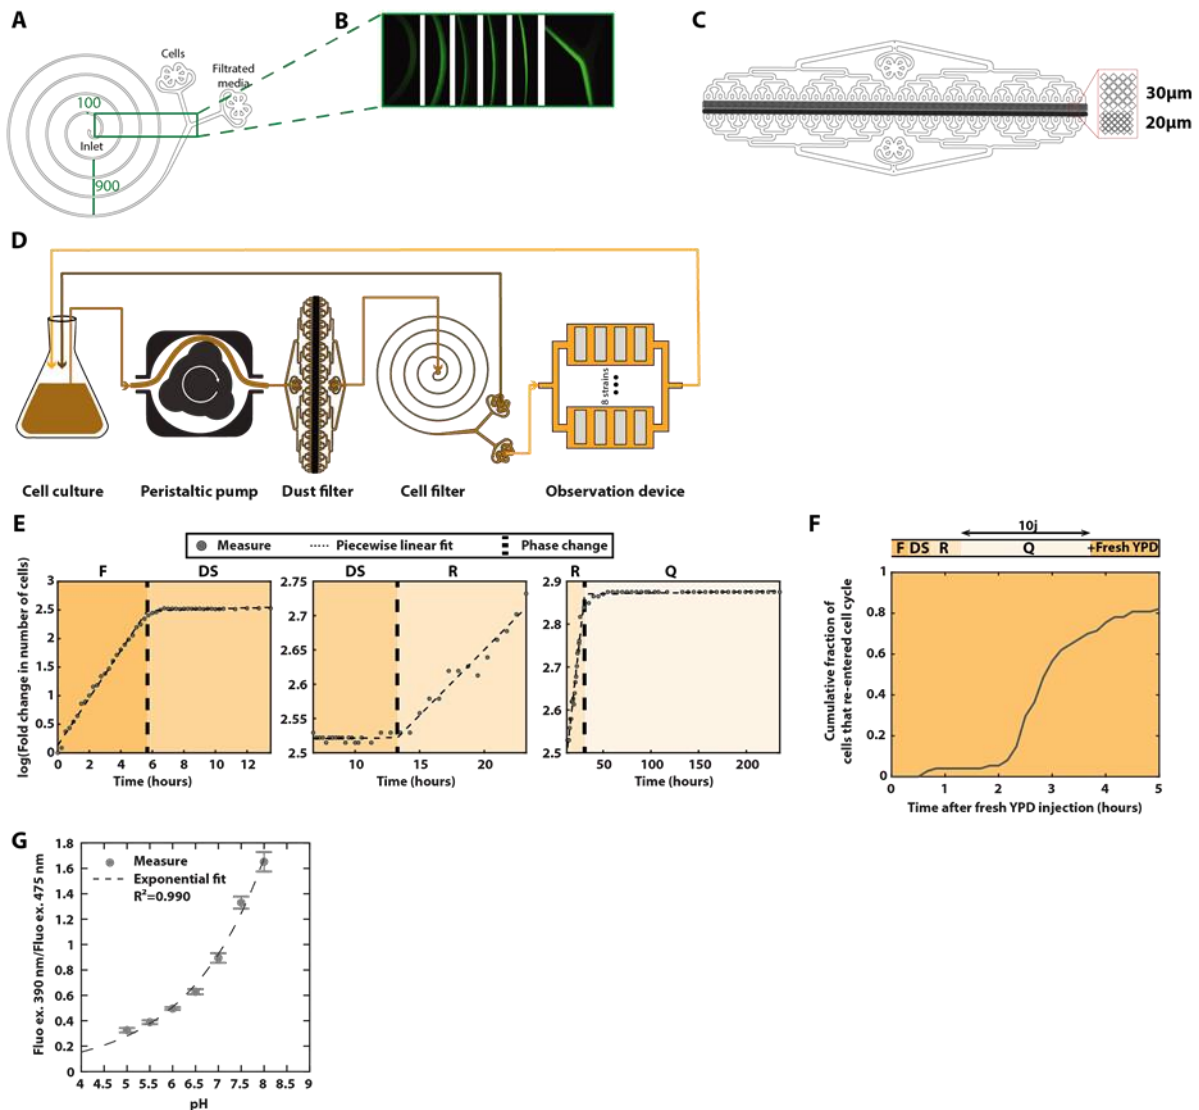 A
Cells
Filtrated
media
100
Inlet
900
B
C
30µm
20µm
D
8 strains
Cell culture
Peristaltic pump
Dust filter
Cell filter
Observation device
E
Measure
Piecewise linear fit
Phase change
F
DS
DS
R
R
Q
log(Fold change in number of cells)
3
2.5
2
1.5
1
0.5
0
0
2
4
6
8
10
12
Time (hours)
2.75
2.7
2.65
2.6
2.55
2.5
10
15
20
Time (hours)
2.9
2.8
2.7
2.6
2.5
50
100
150
200
Time (hours)
F
10j
F DS R
Q
+Fresh YPD
Cumulative fraction of
cells that re-entered cell cycle
1
0.8
0.6
0.4
0.2
0
0
1
2
3
4
5
Time after fresh YPD injection (hours)
G
Measure
Exponential fit
R²=0.990
Fluo ex. 390 nm/Fluo ex. 475 nm
1.8
1.6
1.4
1.2
1
0.8
0.6
0.4
0.2
0
4 4.5 5 5.5 6 6.5 7 7.5 8 8.5 9
pH